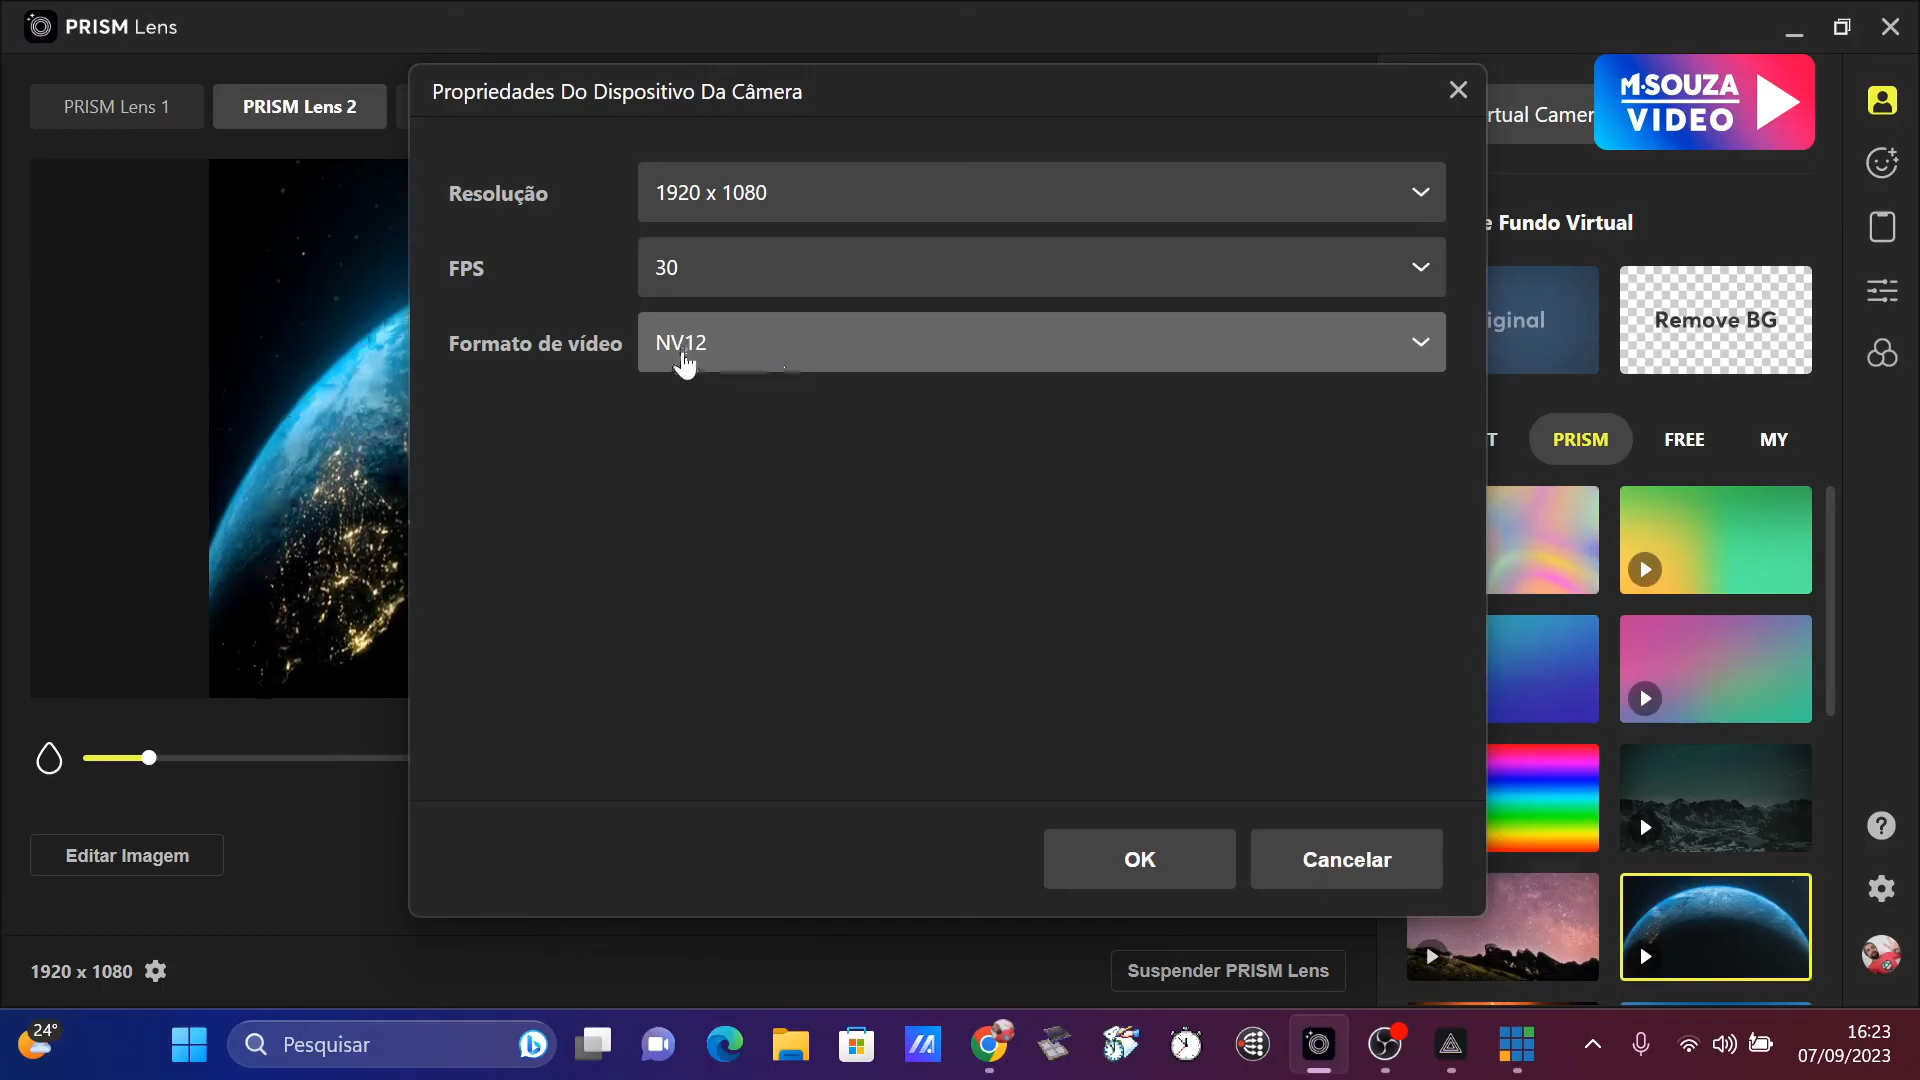 PRISM Lens
PRISM Lens 1
PRISM Lens 2
Propriedades Do Dispositivo Da Câmera
rtual Camer
M·SOUZA
VIDEO
Resolução
1920 x 1080
e Fundo Virtual
FPS
30
iginal
Remove BG
Formato de vídeo
NV12
T
PRISM
FREE
MY
Editar Imagem
OK
Cancelar
1920 x 1080
Suspender PRISM Lens
24°
Pesquisar
16:23
07/09/2023